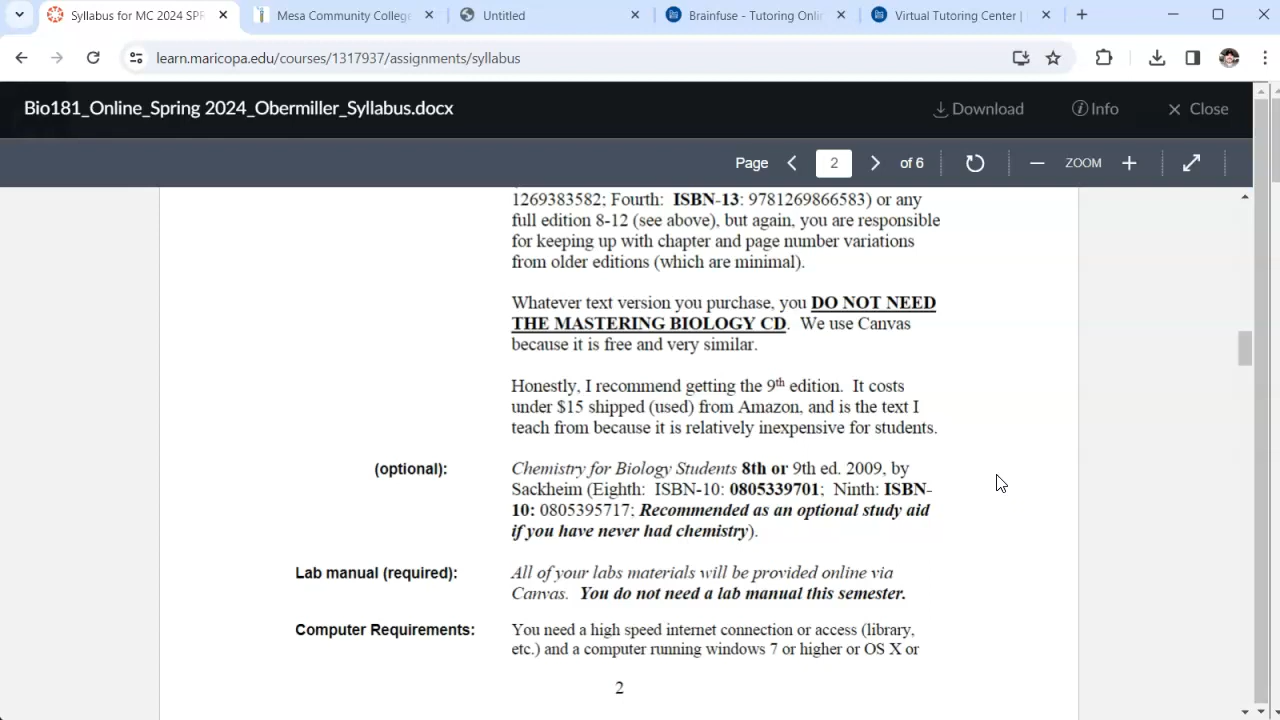 Syllabus for MC 2024 SPR
Mesa Community College
Untitled
Brainfuse - Tutoring Onli
Virtual Tutoring Center |
learn.maricopa.edu/courses/1317937/assignments/syllabus
Bio181_Online_Spring 2024_Obermiller_Syllabus.docx
Download
Info
Close
Page
2
of 6
ZOOM
1269383582; Fourth: ISBN-13: 9781269866583) or any
full edition 8-12 (see above), but again, you are responsible
for keeping up with chapter and page number variations
from older editions (which are minimal).
Whatever text version you purchase, you DO NOT NEED
THE MASTERING BIOLOGY CD. We use Canvas
because it is free and very similar.
Honestly, I recommend getting the 9th edition. It costs
under $15 shipped (used) from Amazon, and is the text I
teach from because it is relatively inexpensive for students.
(optional): Chemistry for Biology Students 8th or 9th ed. 2009, by
Sackheim (Eighth: ISBN-10: 0805339701; Ninth: ISBN-
10: 0805395717; Recommended as an optional study aid
if you have never had chemistry).
Lab manual (required): All of your labs materials will be provided online via
Canvas. You do not need a lab manual this semester.
Computer Requirements: You need a high speed internet connection or access (library,
etc.) and a computer running windows 7 or higher or OS X or
2